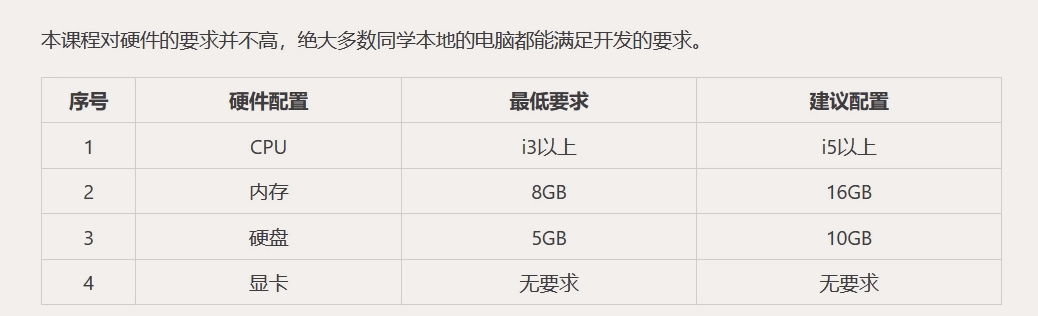 本课程对硬件的要求并不高，绝大多数同学本地的电脑都能满足开发的要求。
序号 硬件配置 最低要求 建议配置
1 CPU i3以上 i5以上
2 内存 8GB 16GB
3 硬盘 5GB 10GB
4 显卡 无要求 无要求